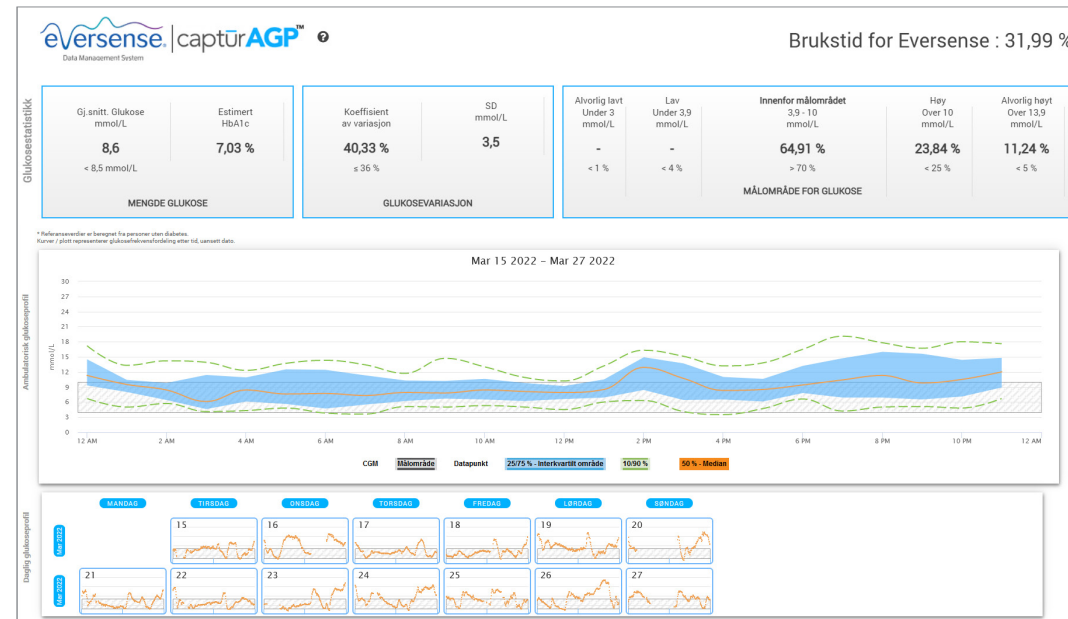 eversense. | captūrAGP™ ?
Data Management System
Brukstid for Eversense : 31,99 %
Glukosestatistikk
Gj.snitt. Glukose
mmol/L
8,6
< 8,5 mmol/L
Estimert
HbA1c
7,03 %
MENGDE GLUKOSE
Koeffisient
av variasjon
40,33 %
≤ 36 %
SD
mmol/L
3,5
GLUKOSEVARIASJON
Alvorlig lavt
Under 3
mmol/L
-
< 1 %
Lav
Under 3,9
mmol/L
-
< 4 %
Innenfor målområdet
3,9 - 10
mmol/L
64,91 %
> 70 %
Høy
Over 10
mmol/L
23,84 %
< 25 %
Alvorlig høyt
Over 13,9
mmol/L
11,24 %
< 5 %
MÅLOMRÅDE FOR GLUKOSE
* Referanseverdier er beregnet fra personer uten diabetes.
Kurver / plott representerer glukosefrekvensfordeling etter tid, uansett dato.
Ambulatorisk glukoseprofil
Mar 15 2022 – Mar 27 2022
mmol/L
30
27
24
21
18
15
12
9
6
3
0
12 AM 2 AM 4 AM 6 AM 8 AM 10 AM 12 PM 2 PM 4 PM 6 PM 8 PM 10 PM 12 AM
CGM Målområde Datapunkt 25/75 % - Interkvartilt område 10/90 % 50 % - Median
Daglig glukoseprofil
MANDAG TIRSDAG ONSDAG TORSDAG FREDAG LØRDAG SØNDAG
Mar 2022
15 16 17 18 19 20
Mar 2022
21 22 23 24 25 26 27